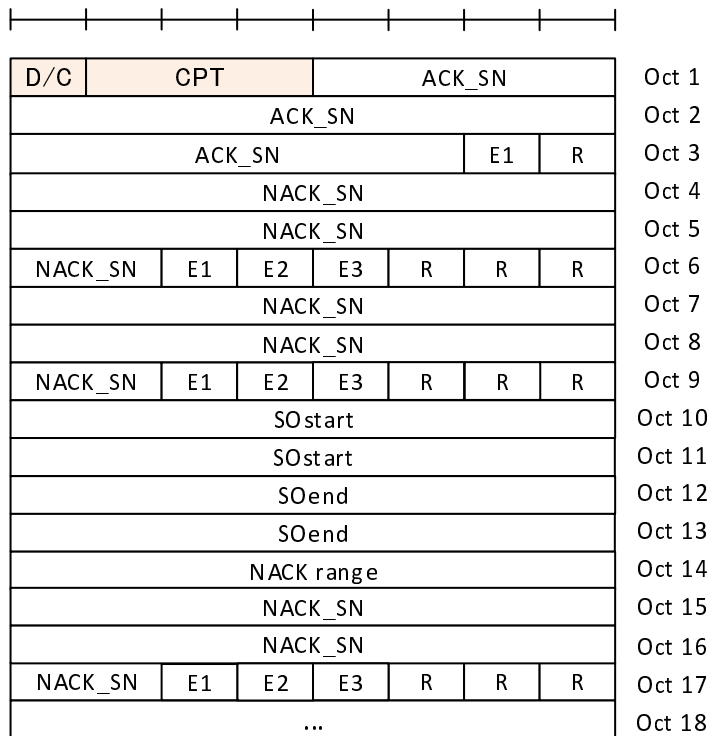 D/C CPT ACK_SN Oct 1
ACK_SN Oct 2
ACK_SN E1 R Oct 3
NACK_SN Oct 4
NACK_SN Oct 5
NACK_SN E1 E2 E3 R R R Oct 6
NACK_SN Oct 7
NACK_SN Oct 8
NACK_SN E1 E2 E3 R R R Oct 9
SOstart Oct 10
SOstart Oct 11
SOend Oct 12
SOend Oct 13
NACK range Oct 14
NACK_SN Oct 15
NACK_SN Oct 16
NACK_SN E1 E2 E3 R R R Oct 17
... Oct 18